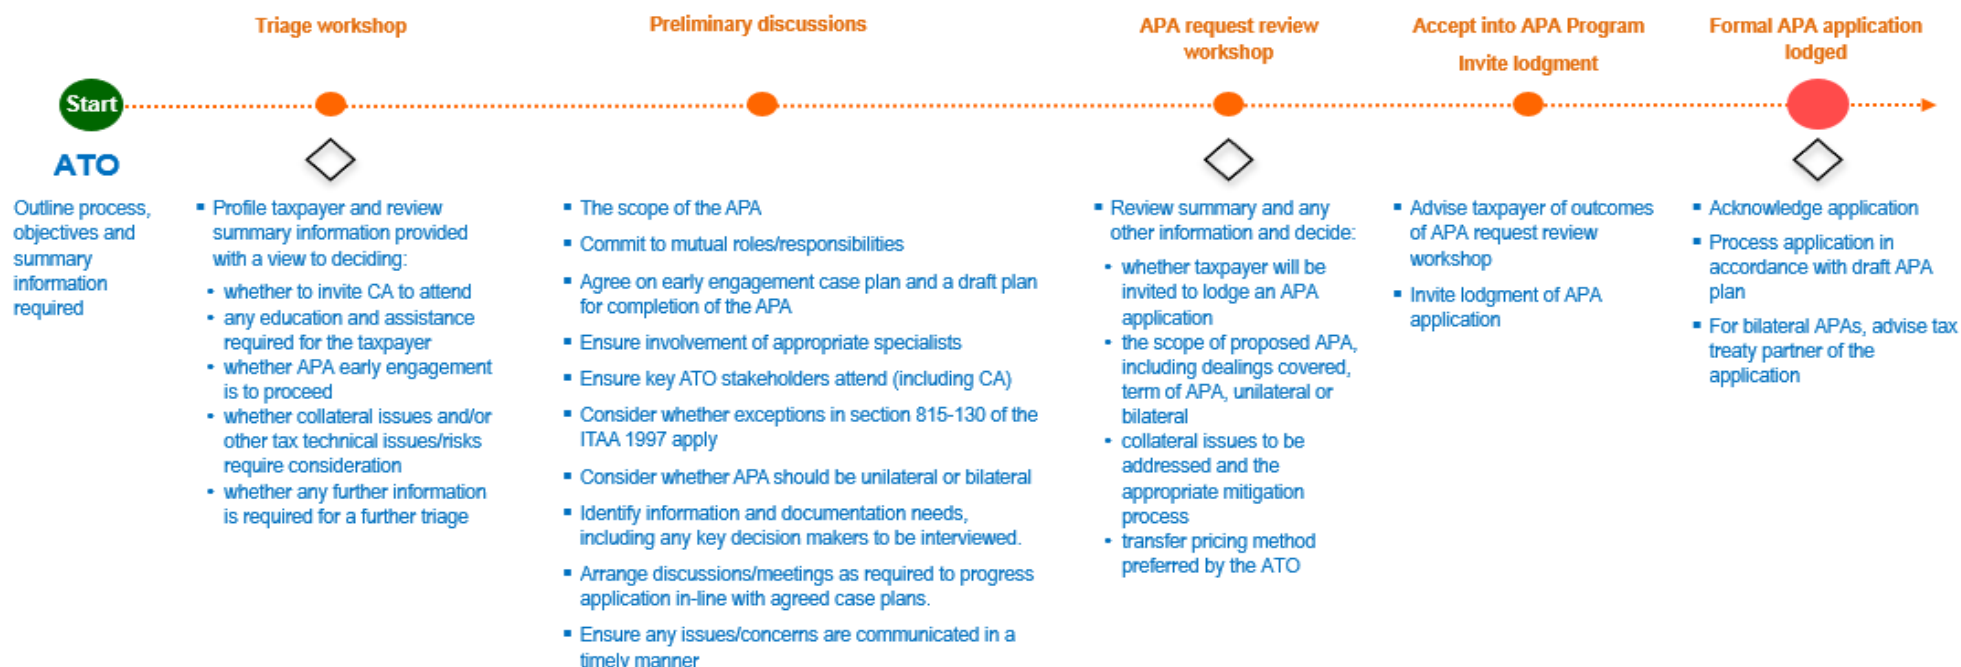 Triage workshop
Preliminary discussions
APA request review
workshop
Accept into APA Program
Invite lodgment
Formal APA application
lodged
Start
ATO
Outline process,
objectives and
summary
information
required
▪ Profile taxpayer and review
summary information provided
with a view to deciding:
• whether to invite CA to attend
• any education and assistance
required for the taxpayer
• whether APA early engagement
is to proceed
• whether collateral issues and/or
other tax technical issues/risks
require consideration
• whether any further information
is required for a further triage
▪ The scope of the APA
▪ Commit to mutual roles/responsibilities
▪ Agree on early engagement case plan and a draft plan
for completion of the APA
▪ Ensure involvement of appropriate specialists
▪ Ensure key ATO stakeholders attend (including CA)
▪ Consider whether exceptions in section 815-130 of the
ITAA 1997 apply
▪ Consider whether APA should be unilateral or bilateral
▪ Identify information and documentation needs,
including any key decision makers to be interviewed.
▪ Arrange discussions/meetings as required to progress
application in-line with agreed case plans.
▪ Ensure any issues/concerns are communicated in a
timely manner
▪ Review summary and any
other information and decide:
• whether taxpayer will be
invited to lodge an APA
application
• the scope of proposed APA,
including dealings covered,
term of APA, unilateral or
bilateral
• collateral issues to be
addressed and the
appropriate mitigation
process
• transfer pricing method
preferred by the ATO
▪ Advise taxpayer of outcomes
of APA request review
workshop
▪ Invite lodgment of APA
application
▪ Acknowledge application
▪ Process application in
accordance with draft APA
plan
▪ For bilateral APAs, advise tax
treaty partner of the
application